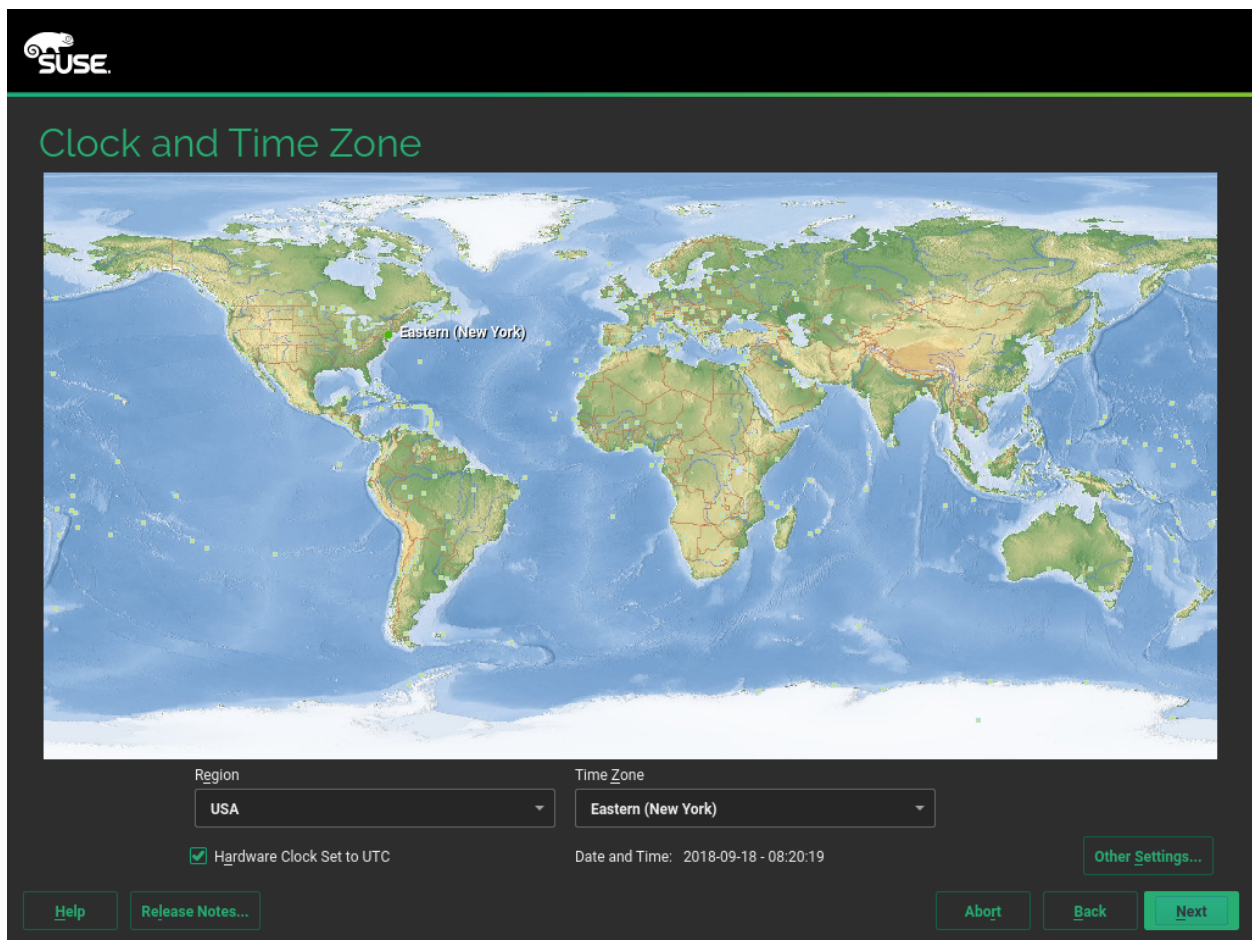 SUSE.
Clock and Time Zone
Eastern (New York)
Region
Time Zone
USA
Eastern (New York)
Hardware Clock Set to UTC
Date and Time: 2018-09-18 - 08:20:19
Other Settings...
Help
Release Notes...
Abort
Back
Next